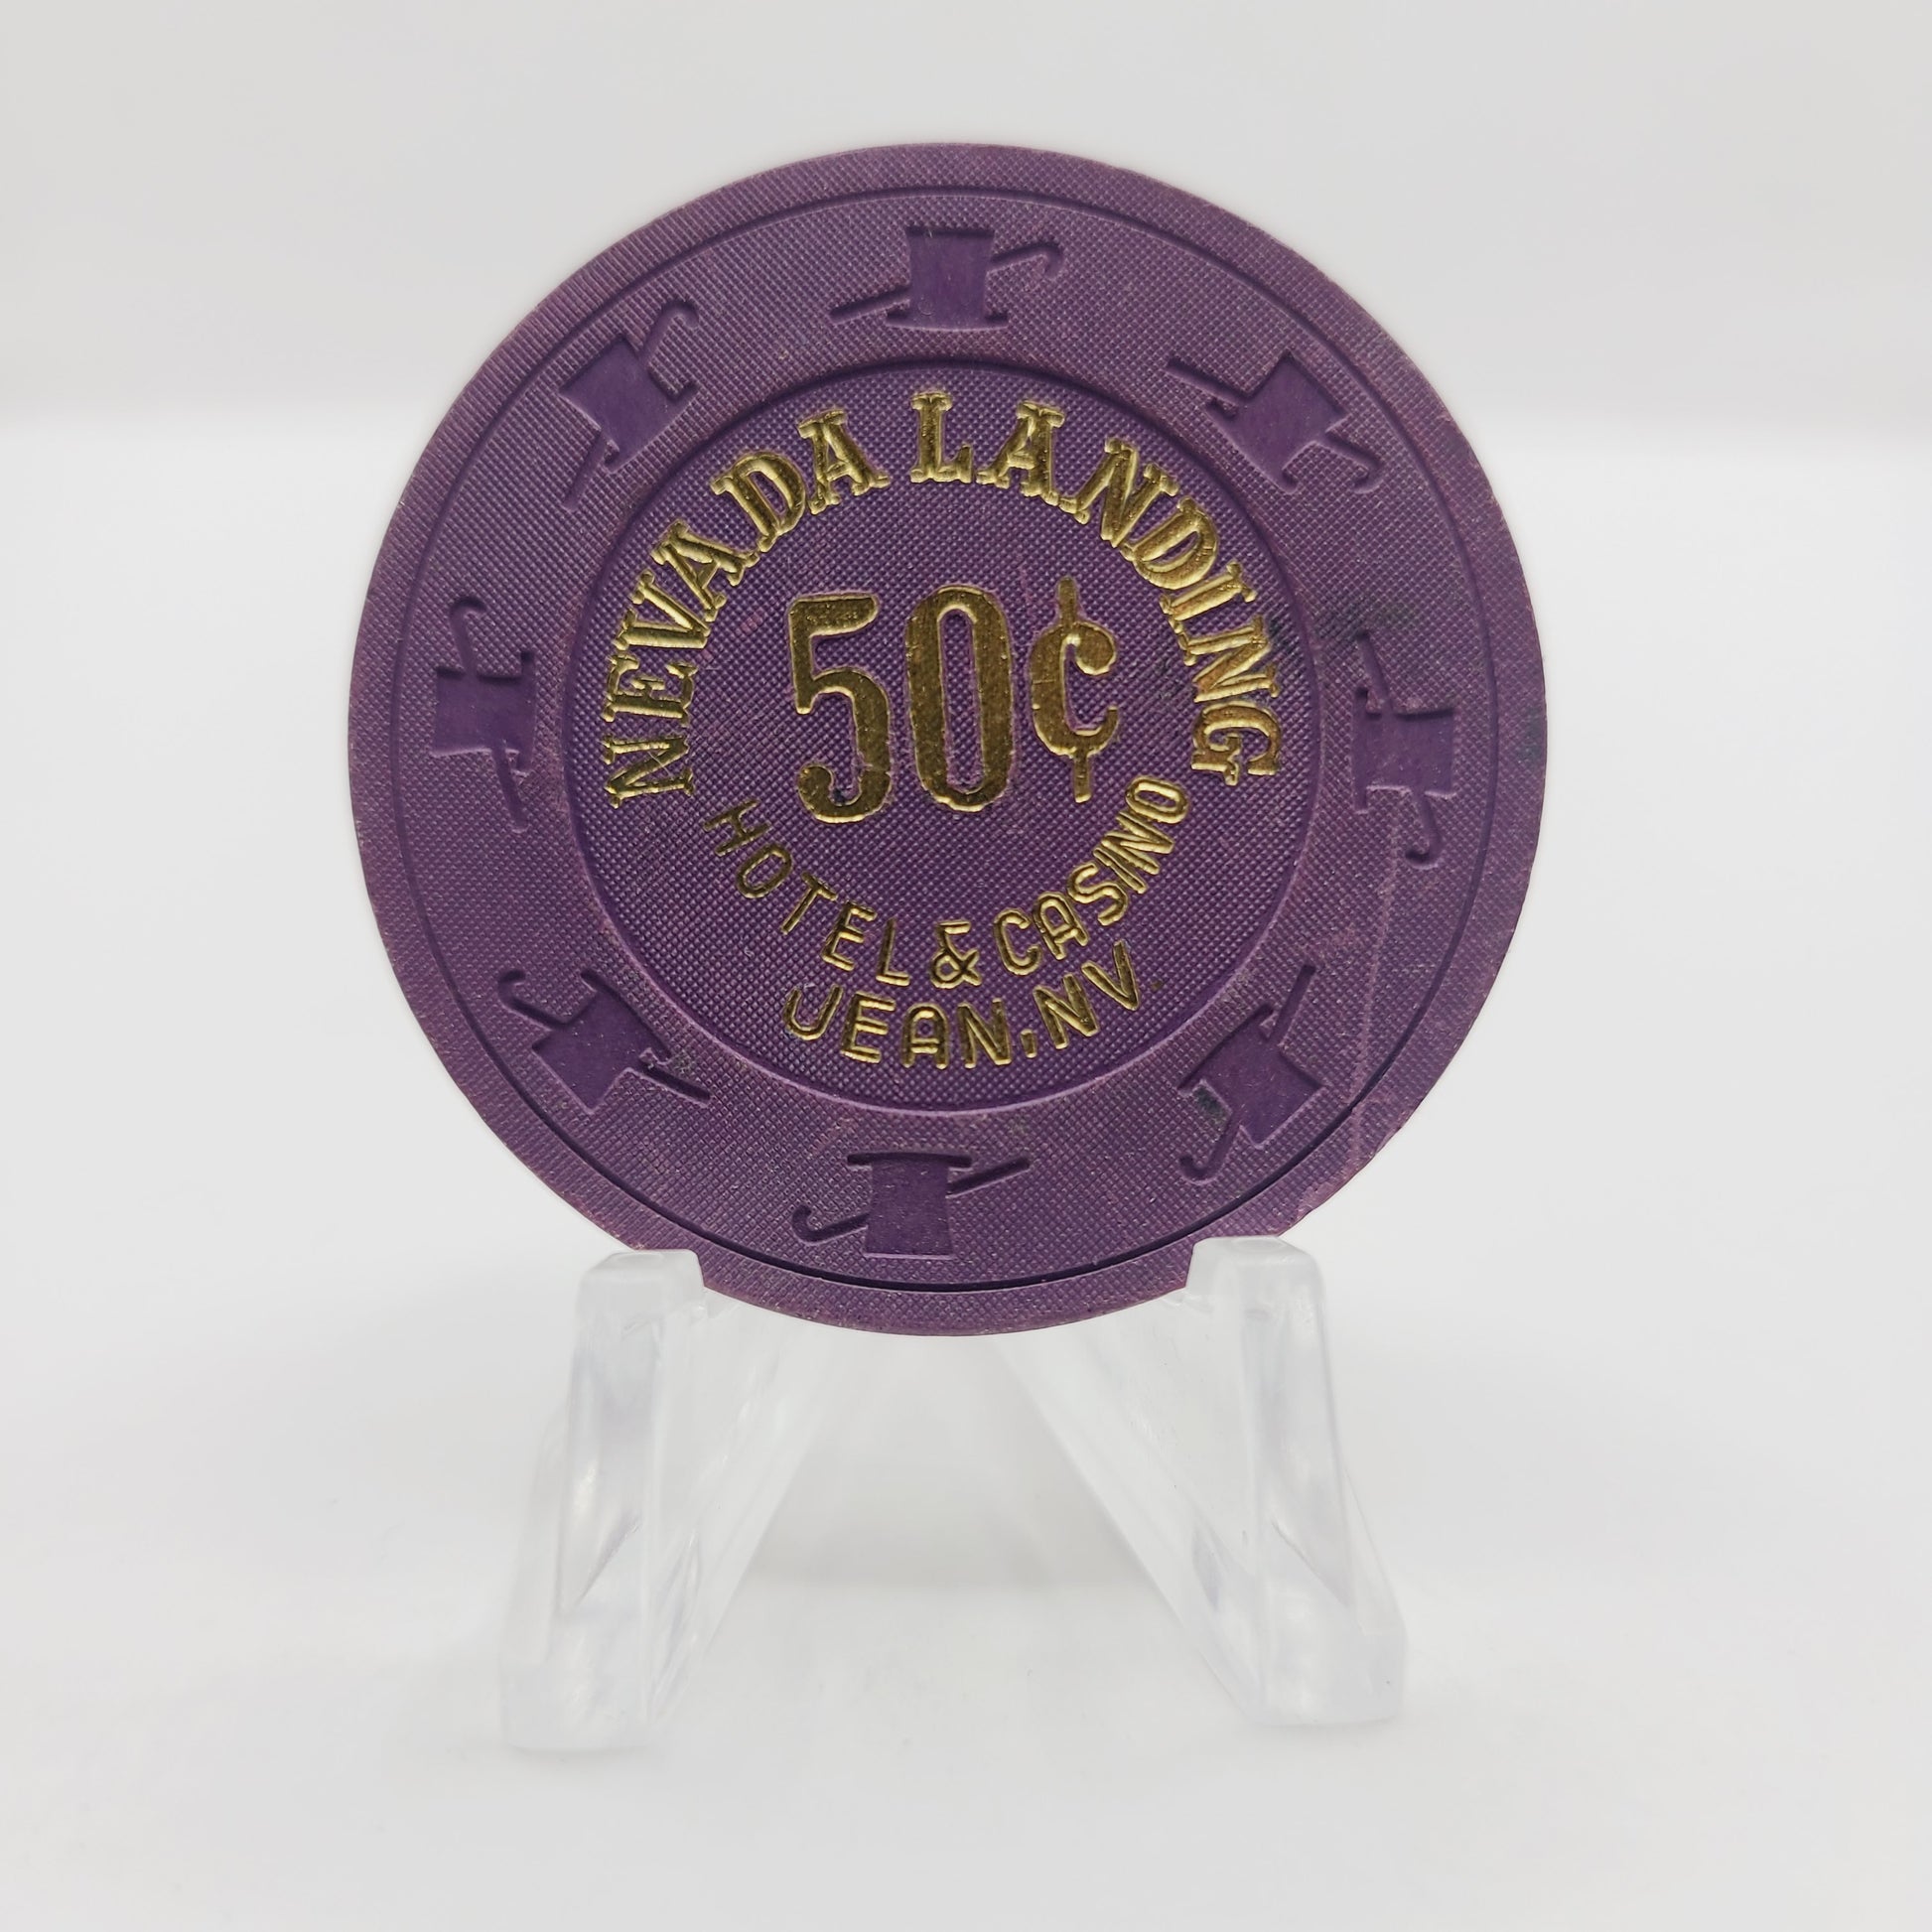 NEVADA LANDING
50¢
HOTEL & CASINO
JEAN, NV.